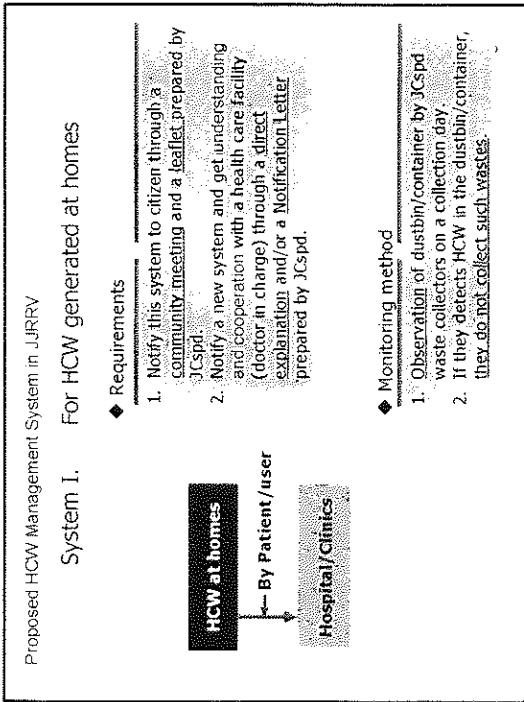 Proposed HCW Management System in JJRRV
System I. For HCW generated at homes
HCW at homes
By Patient/user
Hospital/Clinics
◆ Requirements
1. Notify this system to citizen through a
community meeting and a leaflet prepared by
JCspd.
2. Notify a new system and get understanding
and cooperation with a health care facility
(doctor in charge) through a direct
explanation and/or a Notification Letter
prepared by JCspd.
◆ Monitoring method
1. Observation of dustbin/container by JCspd
waste collectors on a collection day.
2. If they detects HCW in the dustbin/container,
they do not collect such wastes.